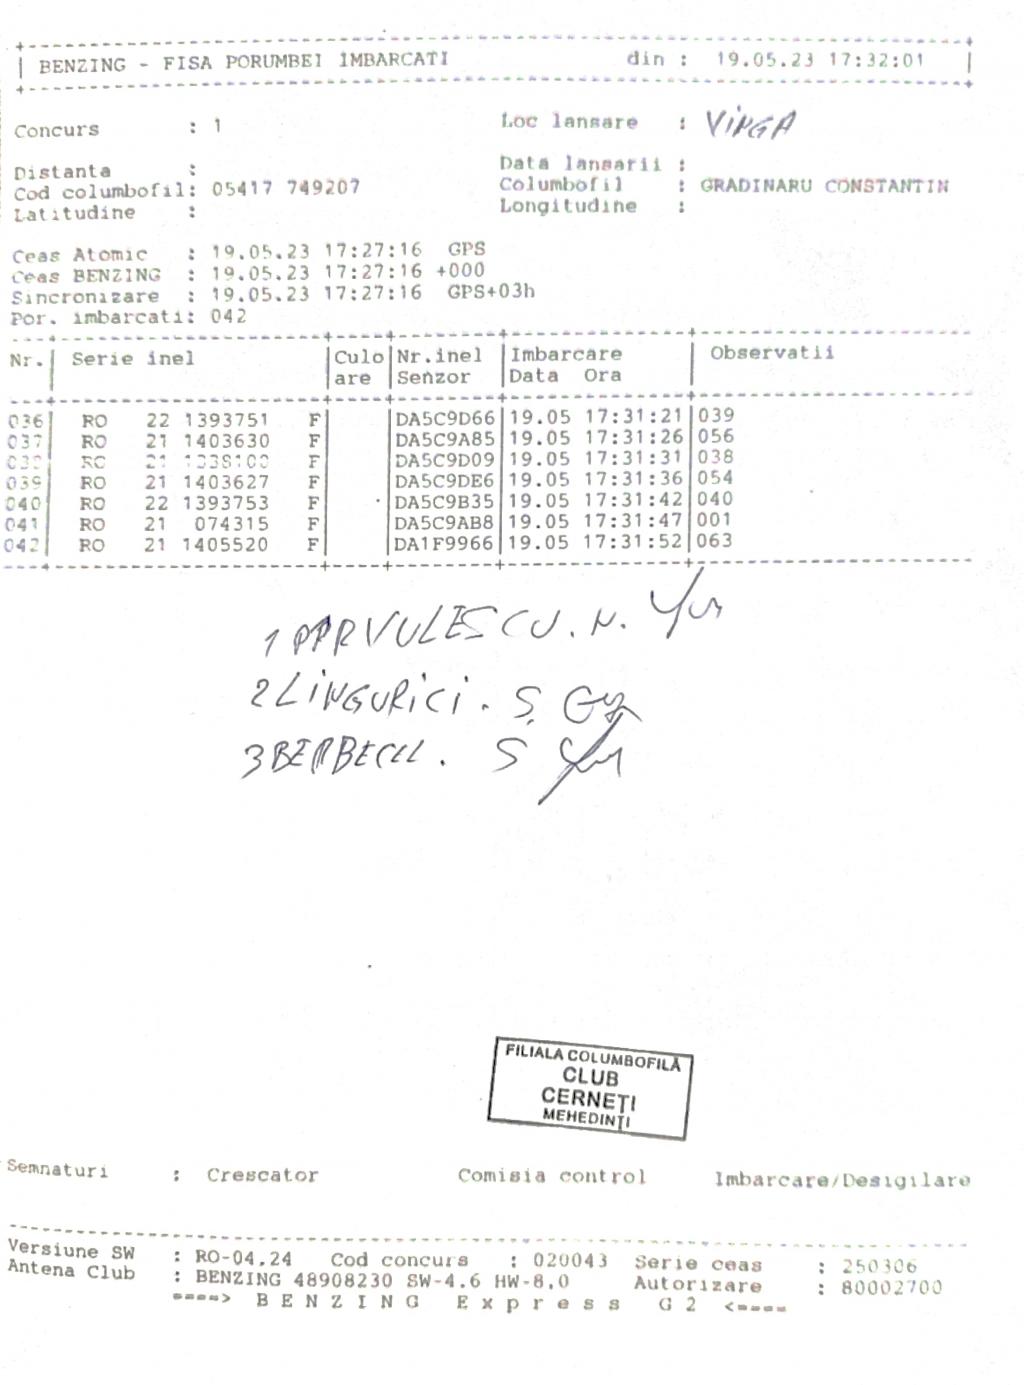 BENZING - FISA PORUMBEI IMBARCATI din : 19.05.23 17:32:01
Concurs : 1 Loc lansare : VINGA
Distanta : Data lansarii :
Cod columbofil: 05417 749207 Columbofil : GRADINARU CONSTANTIN
Latitudine : Longitudine :
Ceas Atomic : 19.05.23 17:27:16 GPS
Ceas BENZING : 19.05.23 17:27:16 +000
Sincronizare : 19.05.23 17:27:16 GPS+03h
Por. imbarcati: 042
Nr. Serie inel Culo Nr.inel Imbarcare Observatii
are Senzor Data Ora
036 RO 22 1393751 F DA5C9D66 19.05 17:31:21 039
037 RO 21 1403630 F DA5C9A85 19.05 17:31:26 056
038 RO 21 F DA5C9D09 19.05 17:31:31 038
039 RO 21 1403627 F DA5C9DE6 19.05 17:31:36 054
040 RO 22 1393753 F DA5C9B35 19.05 17:31:42 040
041 RO 21 074315 F DA5C9AB8 19.05 17:31:47 001
042 RO 21 1405520 F DA1F9966 19.05 17:31:52 063
1 PARVULESCU. N.
2 LINGURICI. Ș
3 BERBECEL. S
FILIALA COLUMBOFILĂ
CLUB
CERNEȚI
MEHEDINȚI
Semnaturi : Crescator Comisia control Imbarcare/Desigilare
Versiune SW : RO-04.24 Cod concurs : 020043 Serie ceas : 250306
Antena Club : BENZING 48908230 SW-4.6 HW-8.0 Autorizare : 80002700
====> B E N Z I N G E x p r e s s G 2 <====